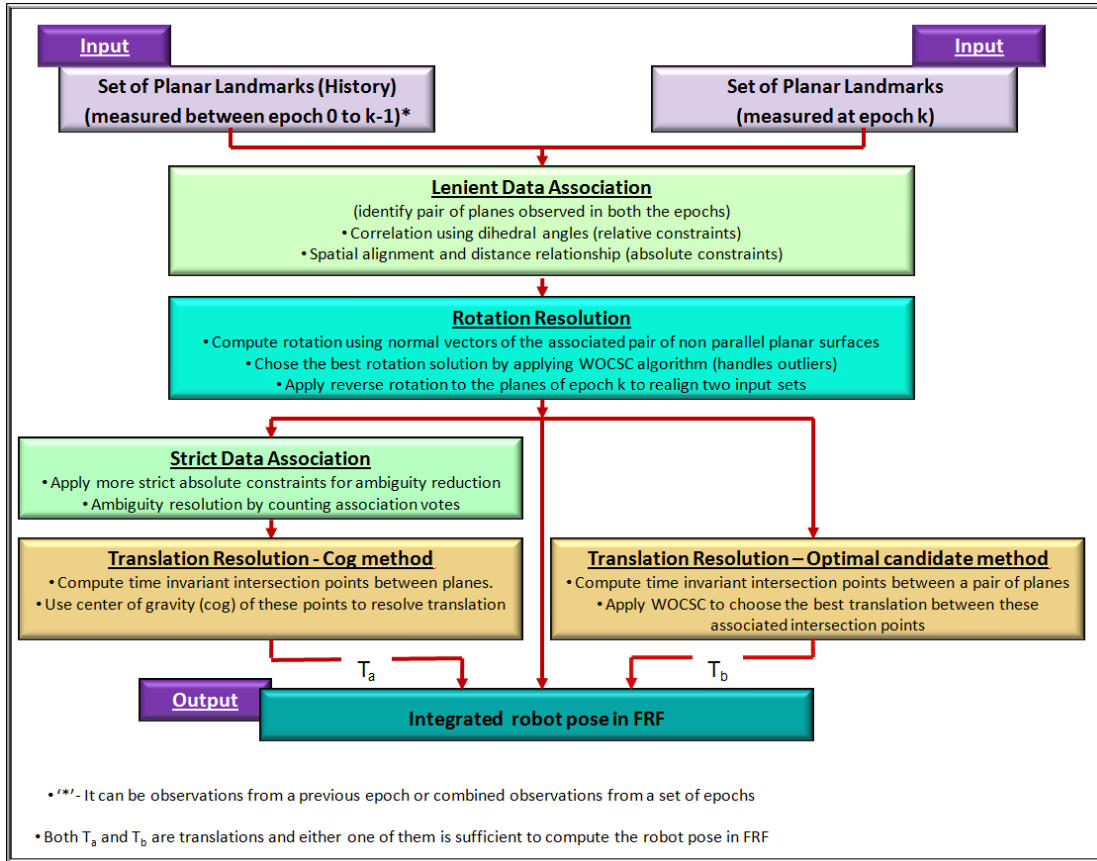 Input
Input
Set of Planar Landmarks (History)
(measured between epoch 0 to k-1)*
Set of Planar Landmarks
(measured at epoch k)
Lenient Data Association
(identify pair of planes observed in both the epochs)
• Correlation using dihedral angles (relative constraints)
• Spatial alignment and distance relationship (absolute constraints)
Rotation Resolution
• Compute rotation using normal vectors of the associated pair of non parallel planar surfaces
• Chose the best rotation solution by applying WOCSC algorithm (handles outliers)
• Apply reverse rotation to the planes of epoch k to realign two input sets
Strict Data Association
• Apply more strict absolute constraints for ambiguity reduction
• Ambiguity resolution by counting association votes
Translation Resolution - Cog method
• Compute time invariant intersection points between planes.
• Use center of gravity (cog) of these points to resolve translation
Translation Resolution – Optimal candidate method
• Compute time invariant intersection points between a pair of planes
• Apply WOCSC to choose the best translation between these
associated intersection points
Ta
Tb
Output
Integrated robot pose in FRF
• ‘*’- It can be observations from a previous epoch or combined observations from a set of epochs
• Both Ta and Tb are translations and either one of them is sufficient to compute the robot pose in FRF